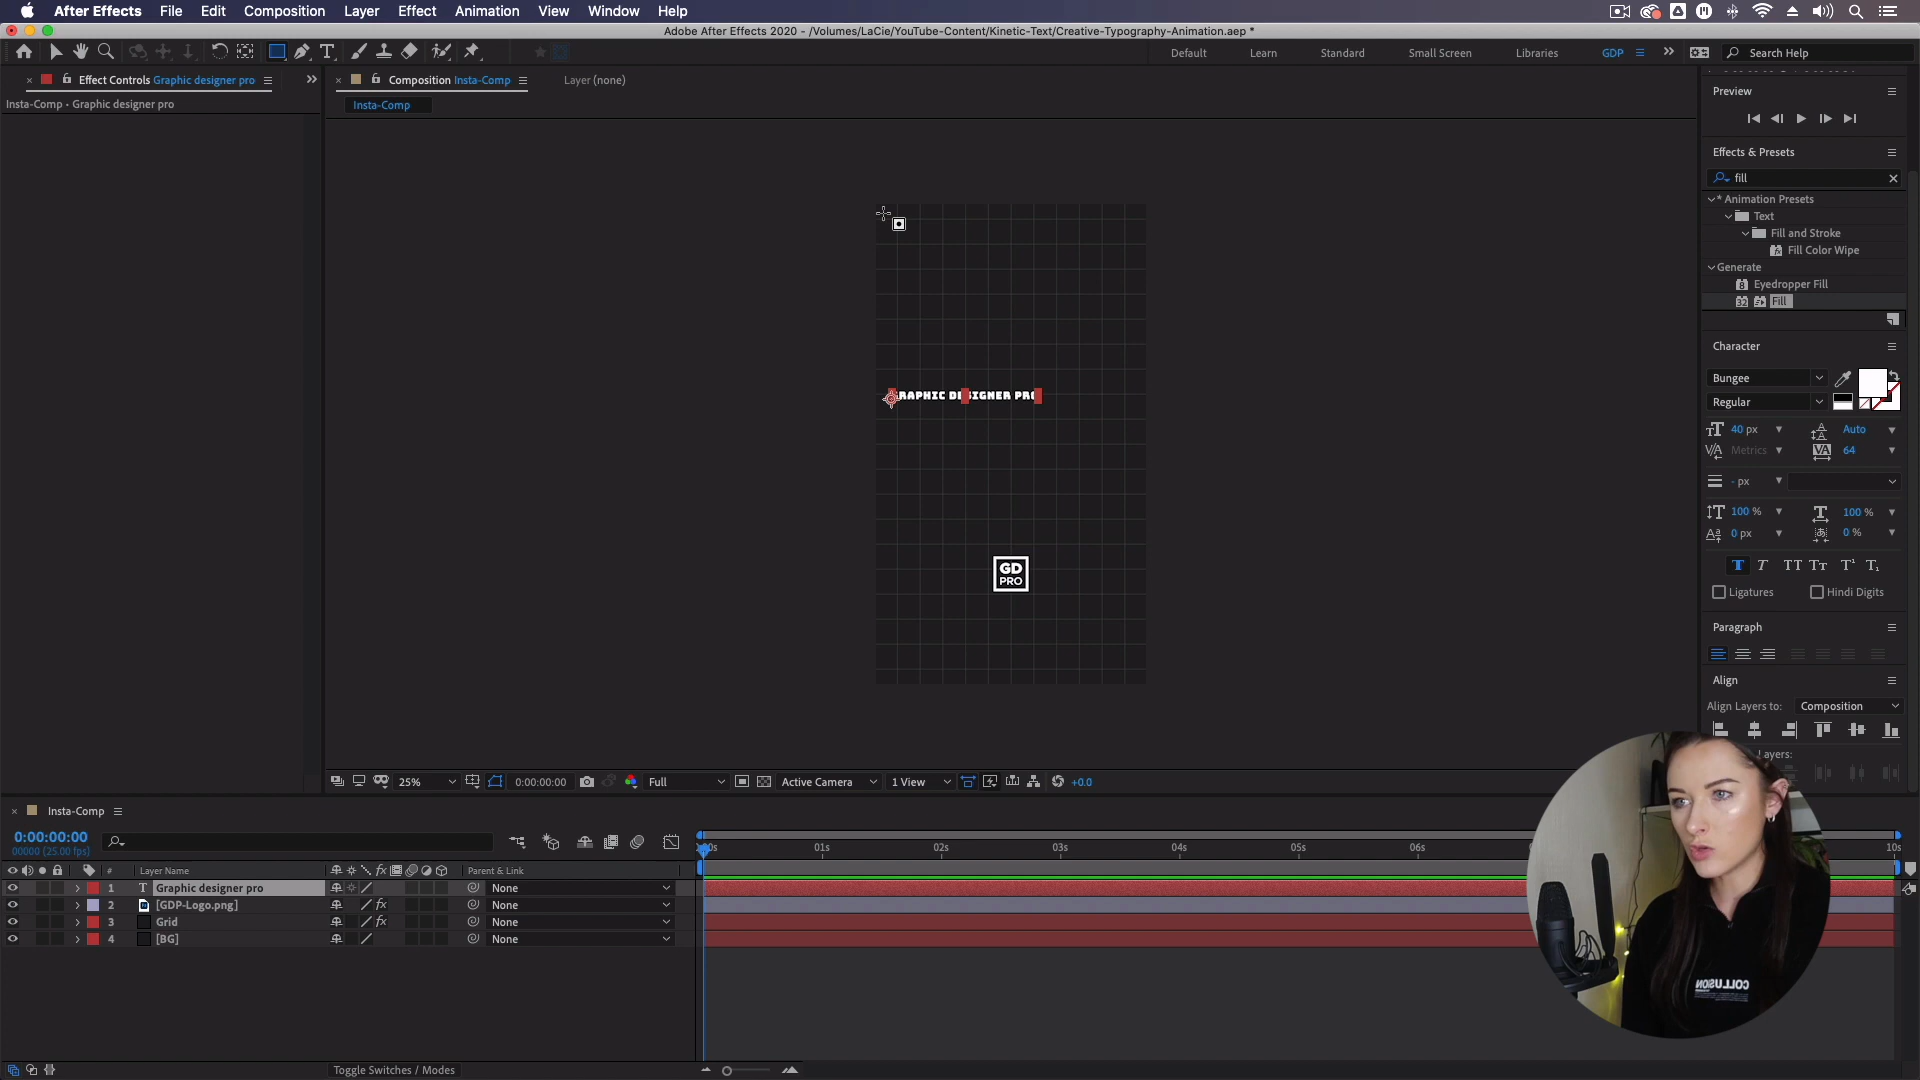 After Effects File Edit Composition Layer Effect Animation View Window Help
Adobe After Effects 2020 - /Volumes/LaCie/YouTube-Content/Kinetic-Text/Creative-Typography-Animation.aep *
Default Learn Standard Small Screen Libraries GDP Search Help
Effect Controls Graphic designer pro
Composition Insta-Comp
Layer (none)
Insta-Comp • Graphic designer pro
Insta-Comp
Preview
Effects & Presets
fill
* Animation Presets
Text
Fill and Stroke
Fill Color Wipe
Generate
Eyedropper Fill
Fill
RAPHIC DESIGNER PRO
GD
PRO
Character
Bungee
Regular
40 px Auto
Metrics 64
- px
100 % 100 %
0 px 0 %
Ligatures Hindi Digits
Paragraph
Align
Align Layers to: Composition
Layers:
25% 0:00:00:00 Full Active Camera 1 View +0.0
Insta-Comp
0:00:00:00
00000 (25.00 fps)
# Layer Name Parent & Link
01s 02s 03s 04s 05s 10s
1 T Graphic designer pro None
2 [GDP-Logo.png] None
3 Grid None
4 [BG] None
Toggle Switches / Modes
COLLUSION